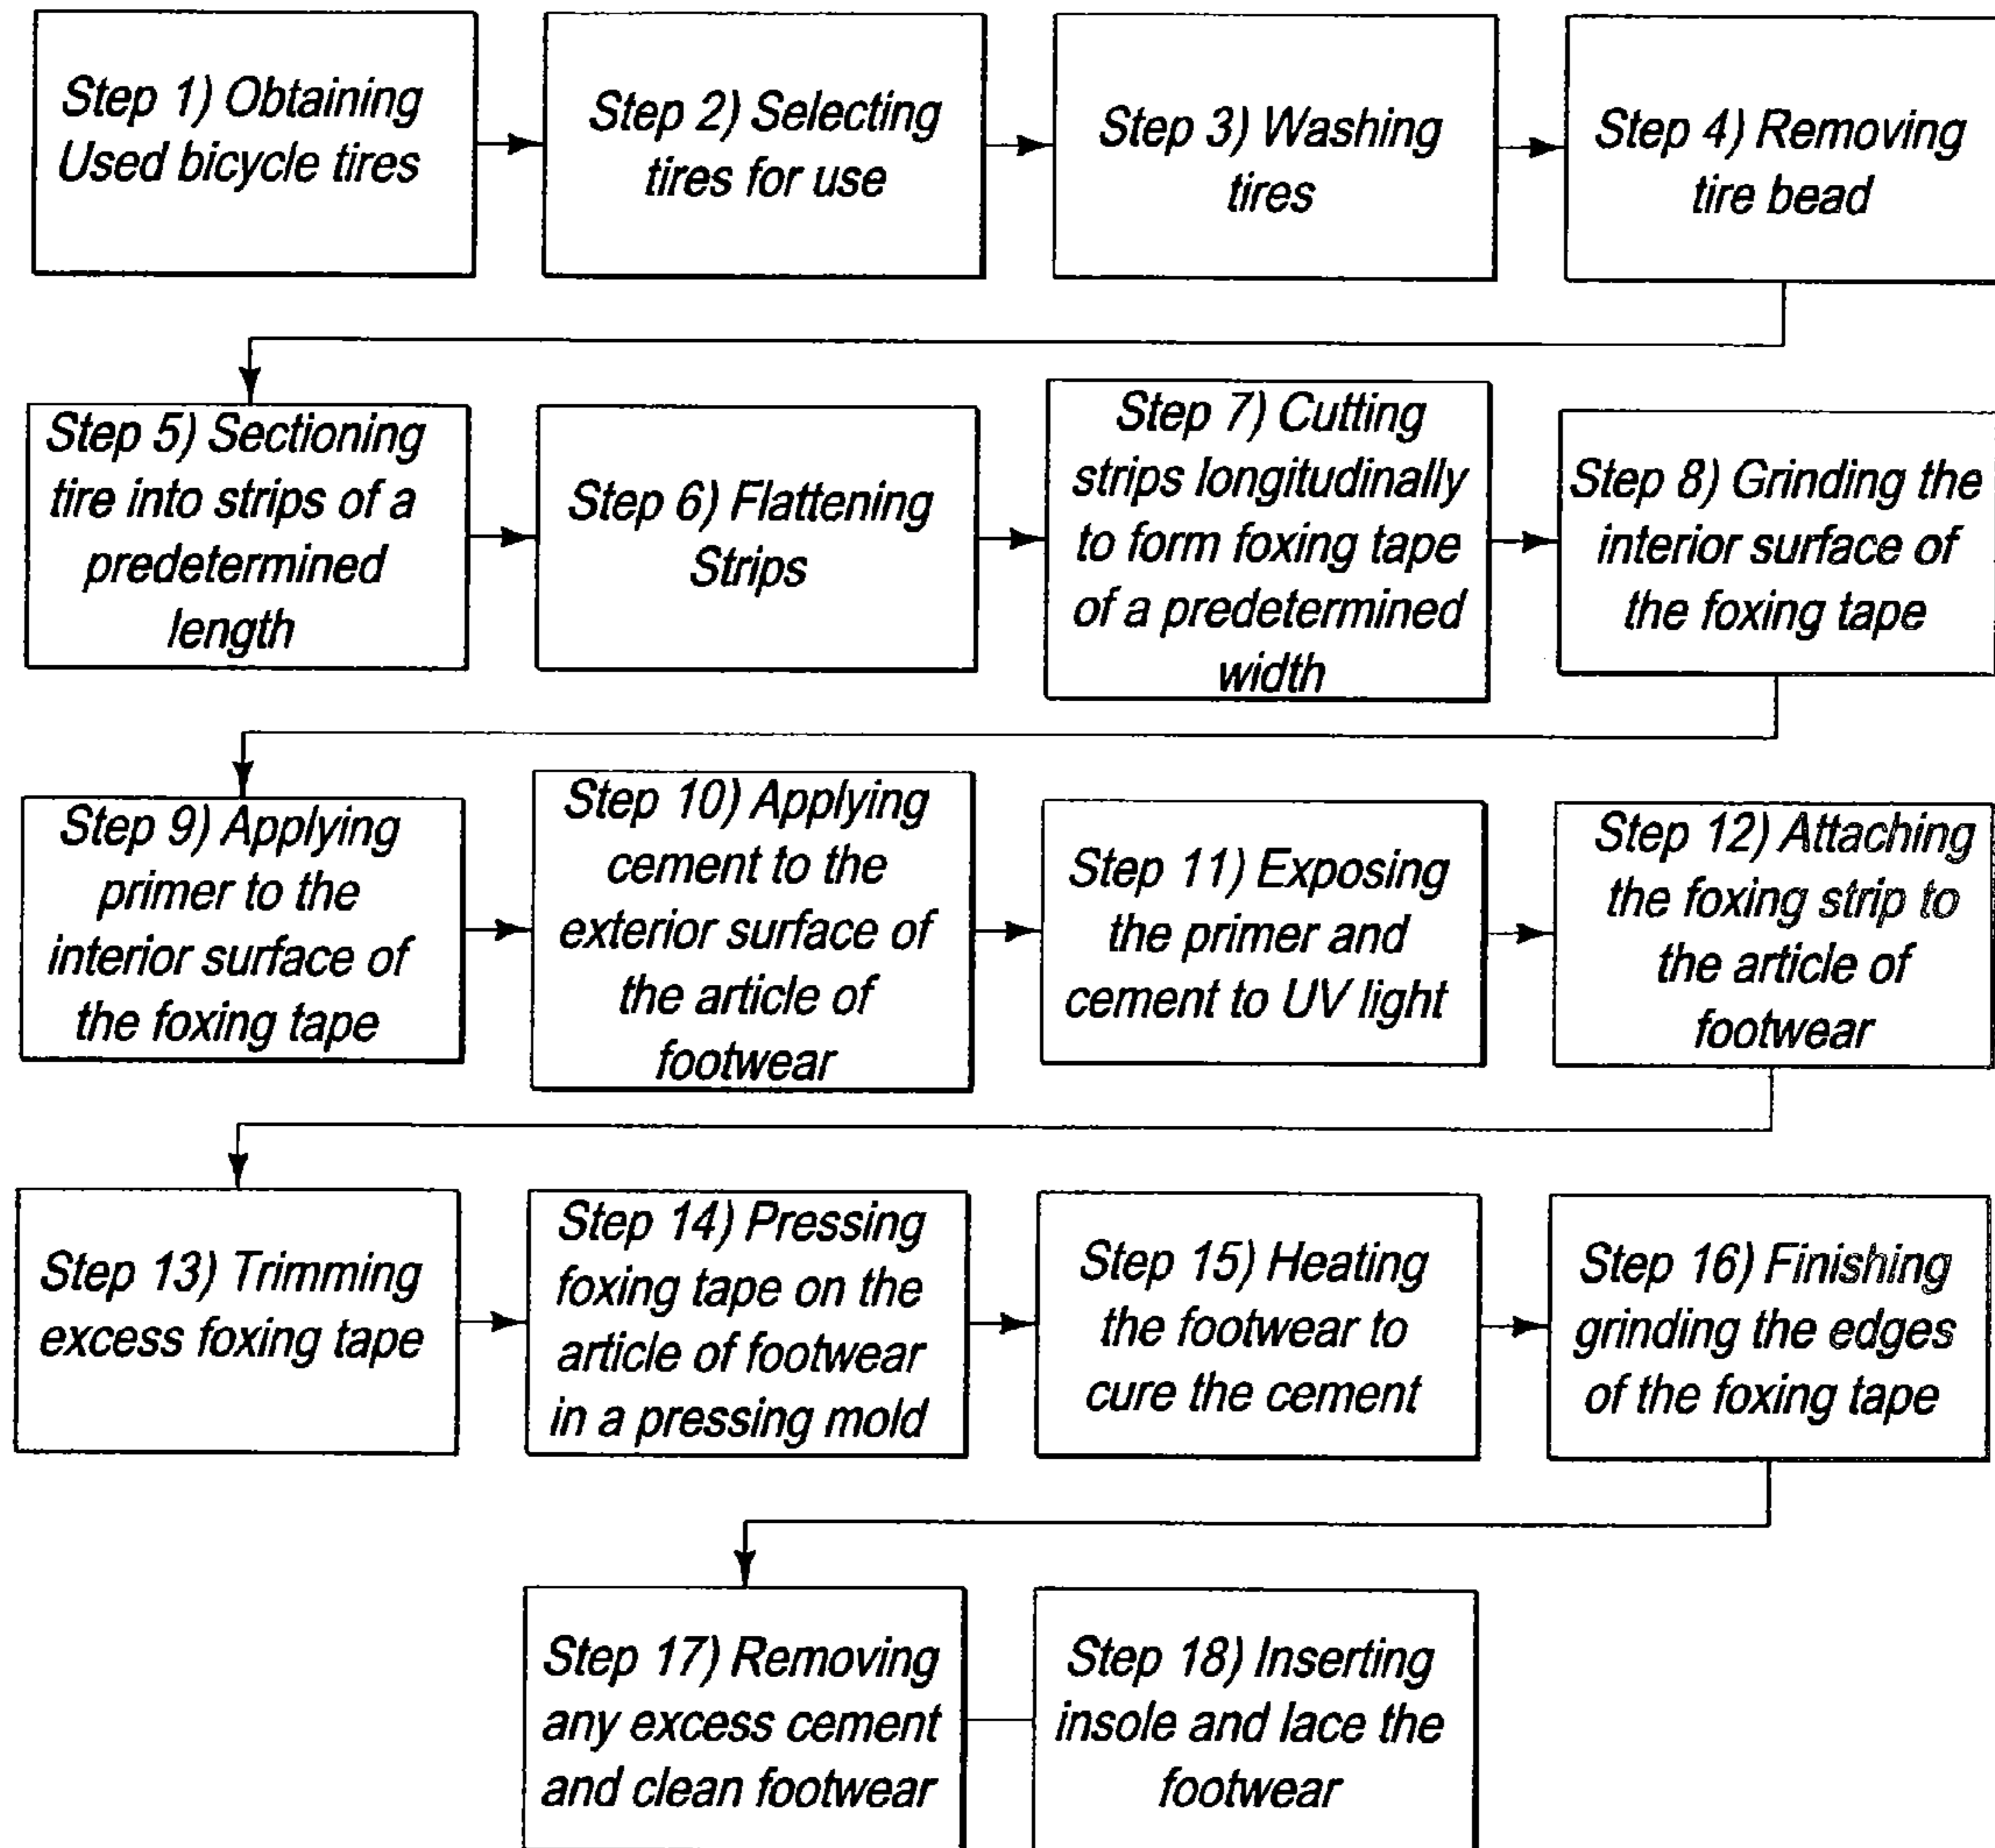 Step 1) Obtaining
Used bicycle tires
Step 2) Selecting
tires for use
Step 3) Washing
tires
Step 4) Removing
tire bead
Step 5) Sectioning
tire into strips of a
predetermined
length
Step 6) Flattening
Strips
Step 7) Cutting
strips longitudinally
to form foxing tape
of a predetermined
width
Step 8) Grinding the
interior surface of
the foxing tape
Step 9) Applying
primer to the
interior surface of
the foxing tape
Step 10) Applying
cement to the
exterior surface of
the article of
footwear
Step 11) Exposing
the primer and
cement to UV light
Step 12) Attaching
the foxing strip to
the article of
footwear
Step 13) Trimming
excess foxing tape
Step 14) Pressing
foxing tape on the
article of footwear
in a pressing mold
Step 15) Heating
the footwear to
cure the cement
Step 16) Finishing
grinding the edges
of the foxing tape
Step 17) Removing
any excess cement
and clean footwear
Step 18) Inserting
insole and lace the
footwear